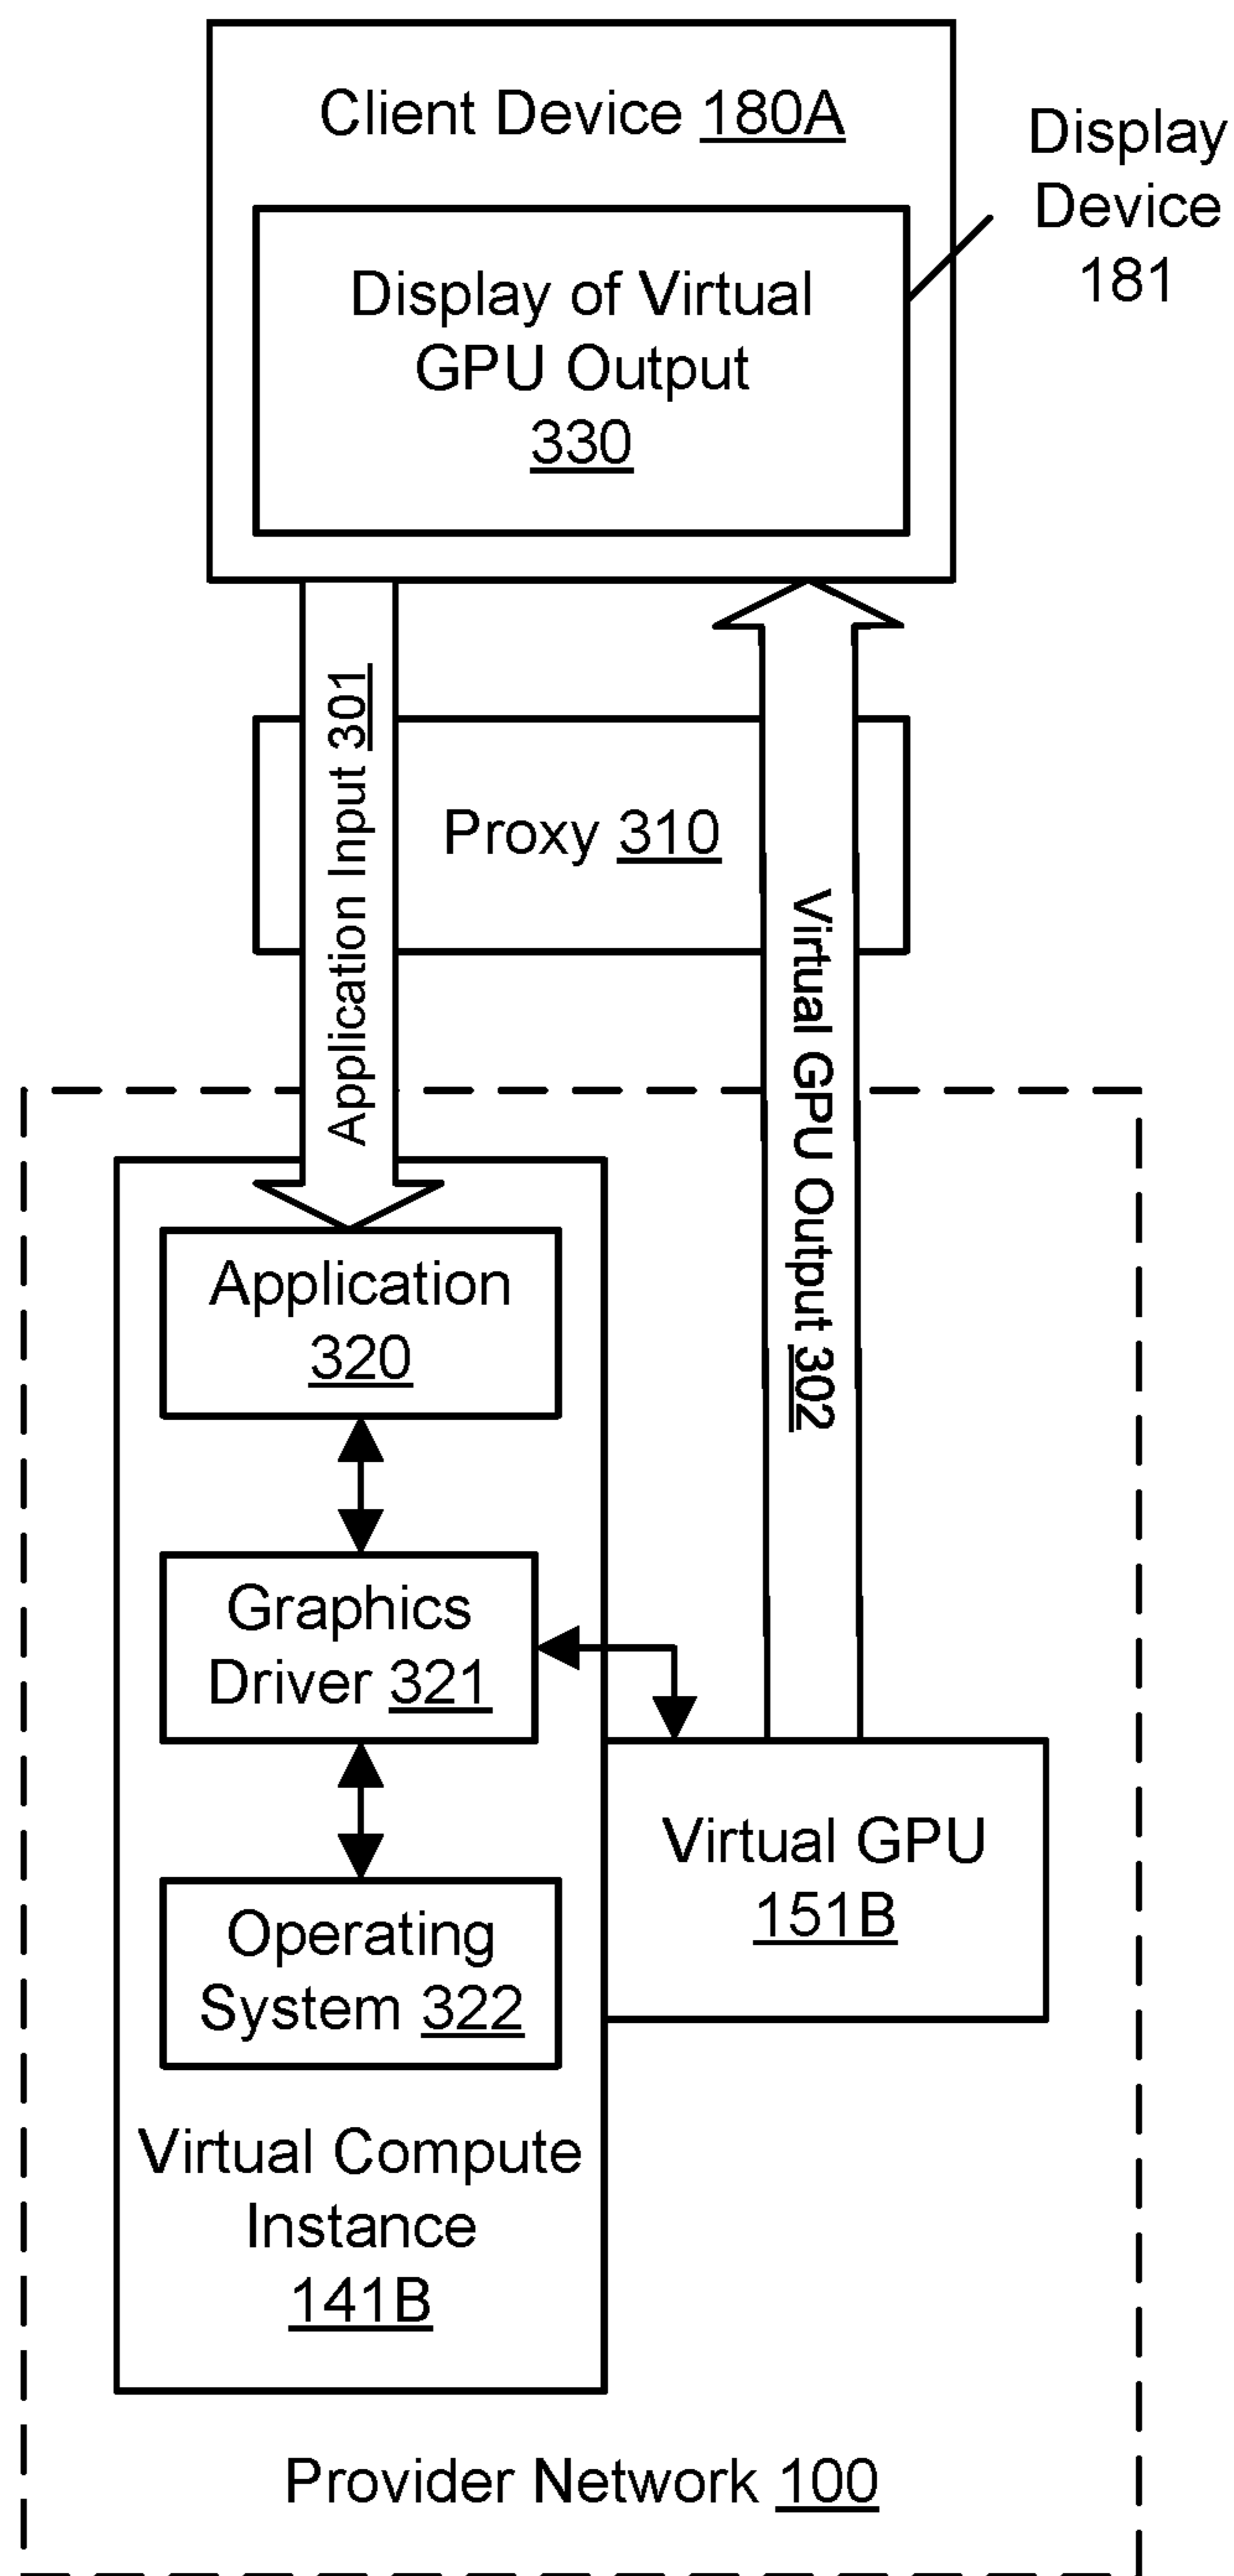 Client Device 180A
Display
Device
181
Display of Virtual
GPU Output
330
Application Input 301
Proxy 310
Virtual GPU Output 302
Application
320
Graphics
Driver 321
Virtual GPU
151B
Operating
System 322
Virtual Compute
Instance
141B
Provider Network 100